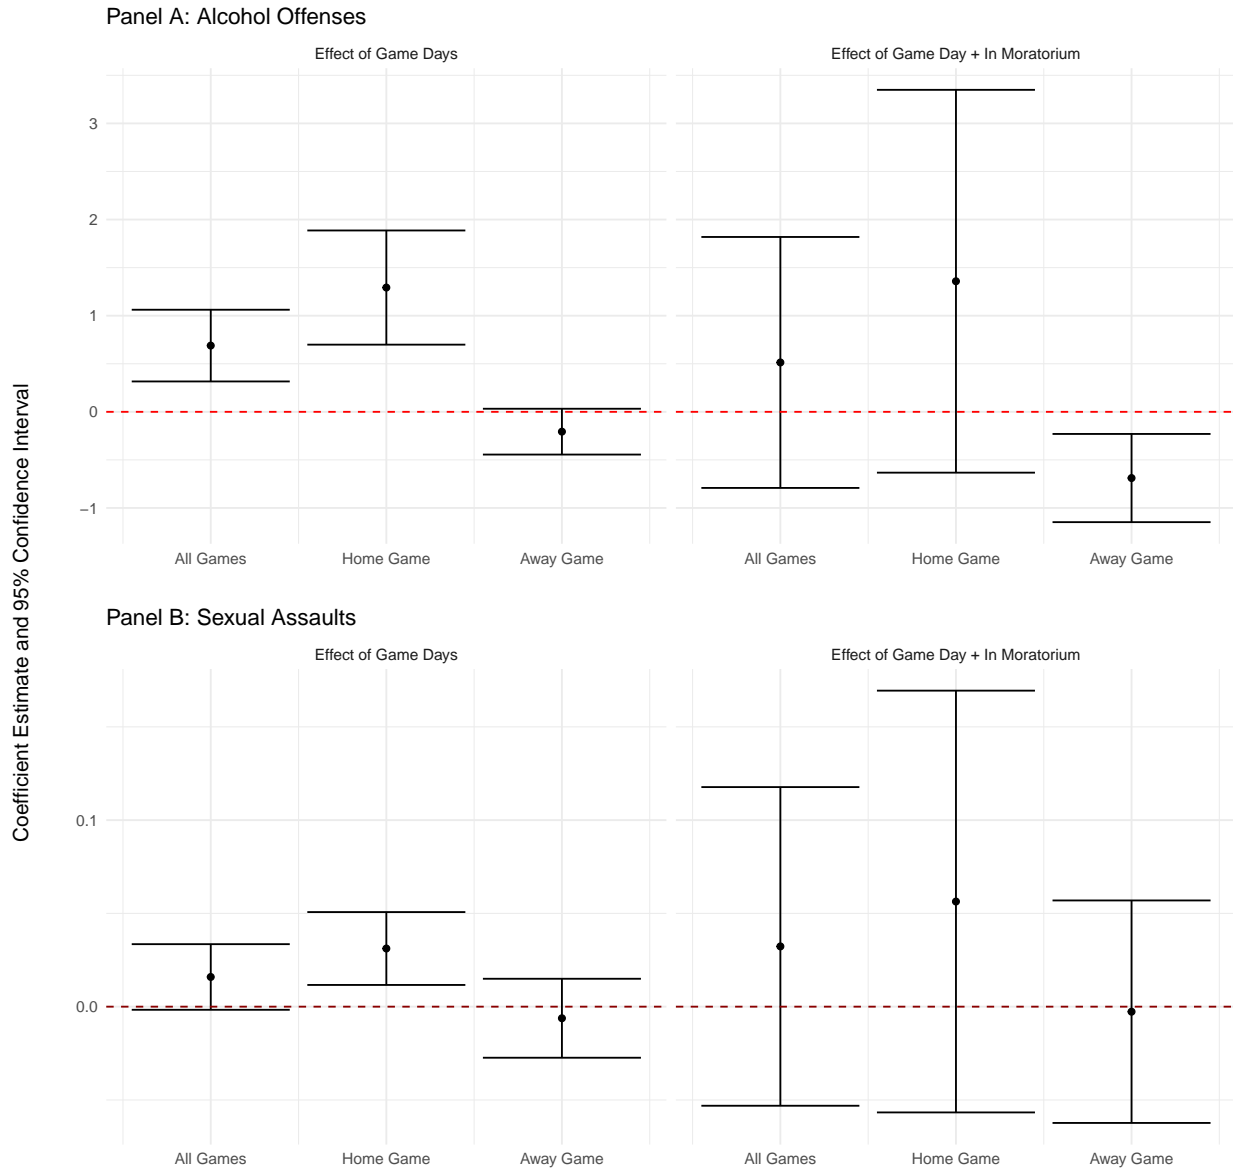 Panel A: Alcohol Offenses
Effect of Game Days
Effect of Game Day + In Moratorium
3
2
1
0
−1
All Games
Home Game
Away Game
All Games
Home Game
Away Game
Coefficient Estimate and 95% Confidence Interval
Panel B: Sexual Assaults
Effect of Game Days
Effect of Game Day + In Moratorium
0.1
0.0
All Games
Home Game
Away Game
All Games
Home Game
Away Game